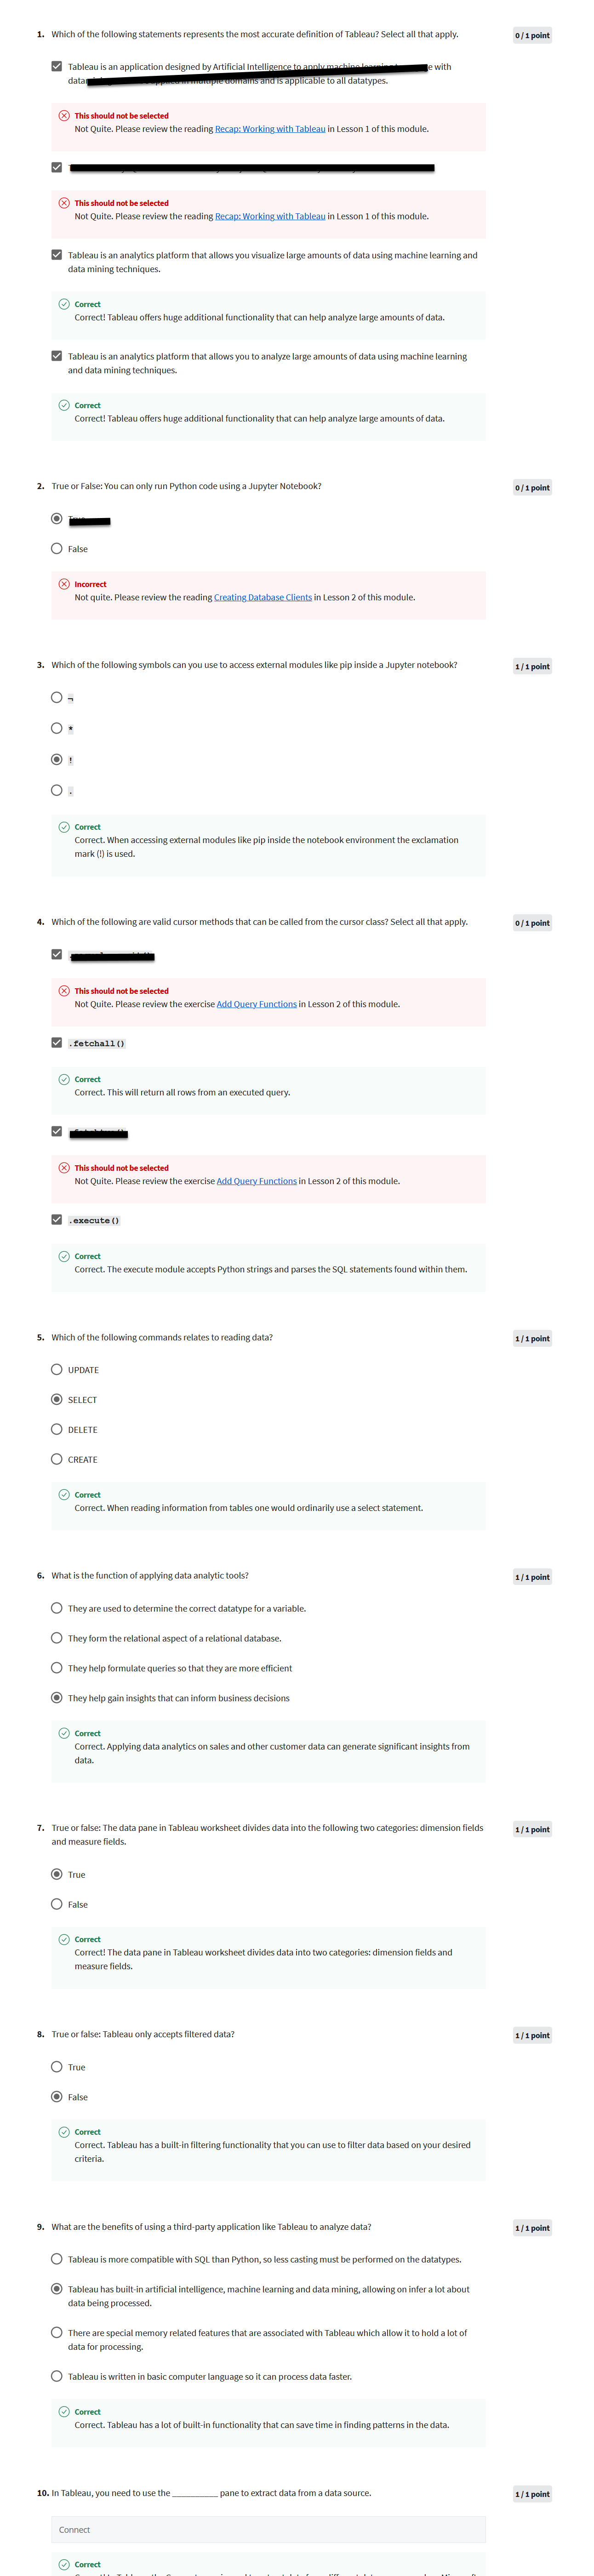 1. Which of the following statements represents the most accurate definition of Tableau? Select all that apply.
0 / 1 point
Tableau is an application designed by Artificial Intelligence to apply with
data and is applicable to all datatypes.
This should not be selected
Not Quite. Please review the reading Recap: Working with Tableau in Lesson 1 of this module.
This should not be selected
Not Quite. Please review the reading Recap: Working with Tableau in Lesson 1 of this module.
Tableau is an analytics platform that allows you visualize large amounts of data using machine learning and
data mining techniques.
Correct
Correct! Tableau offers huge additional functionality that can help analyze large amounts of data.
Tableau is an analytics platform that allows you to analyze large amounts of data using machine learning
and data mining techniques.
Correct
Correct! Tableau offers huge additional functionality that can help analyze large amounts of data.
2. True or False: You can only run Python code using a Jupyter Notebook?
0 / 1 point
False
Incorrect
Not quite. Please review the reading Creating Database Clients in Lesson 2 of this module.
3. Which of the following symbols can you use to access external modules like pip inside a Jupyter notebook?
1 / 1 point
¬
*
!
.
Correct
Correct. When accessing external modules like pip inside the notebook environment the exclamation
mark (!) is used.
4. Which of the following are valid cursor methods that can be called from the cursor class? Select all that apply.
0 / 1 point
This should not be selected
Not Quite. Please review the exercise Add Query Functions in Lesson 2 of this module.
.fetchall()
Correct
Correct. This will return all rows from an executed query.
This should not be selected
Not Quite. Please review the exercise Add Query Functions in Lesson 2 of this module.
.execute()
Correct
Correct. The execute module accepts Python strings and parses the SQL statements found within them.
5. Which of the following commands relates to reading data?
1 / 1 point
UPDATE
SELECT
DELETE
CREATE
Correct
Correct. When reading information from tables one would ordinarily use a select statement.
6. What is the function of applying data analytic tools?
1 / 1 point
They are used to determine the correct datatype for a variable.
They form the relational aspect of a relational database.
They help formulate queries so that they are more efficient
They help gain insights that can inform business decisions
Correct
Correct. Applying data analytics on sales and other customer data can generate significant insights from
data.
7. True or false: The data pane in Tableau worksheet divides data into the following two categories: dimension fields
and measure fields.
1 / 1 point
True
False
Correct
Correct! The data pane in Tableau worksheet divides data into two categories: dimension fields and
measure fields.
8. True or false: Tableau only accepts filtered data?
1 / 1 point
True
False
Correct
Correct. Tableau has a built-in filtering functionality that you can use to filter data based on your desired
criteria.
9. What are the benefits of using a third-party application like Tableau to analyze data?
1 / 1 point
Tableau is more compatible with SQL than Python, so less casting must be performed on the datatypes.
Tableau has built-in artificial intelligence, machine learning and data mining, allowing on infer a lot about
data being processed.
There are special memory related features that are associated with Tableau which allow it to hold a lot of
data for processing.
Tableau is written in basic computer language so it can process data faster.
Correct
Correct. Tableau has a lot of built-in functionality that can save time in finding patterns in the data.
10. In Tableau, you need to use the __________ pane to extract data from a data source.
1 / 1 point
Connect
Correct